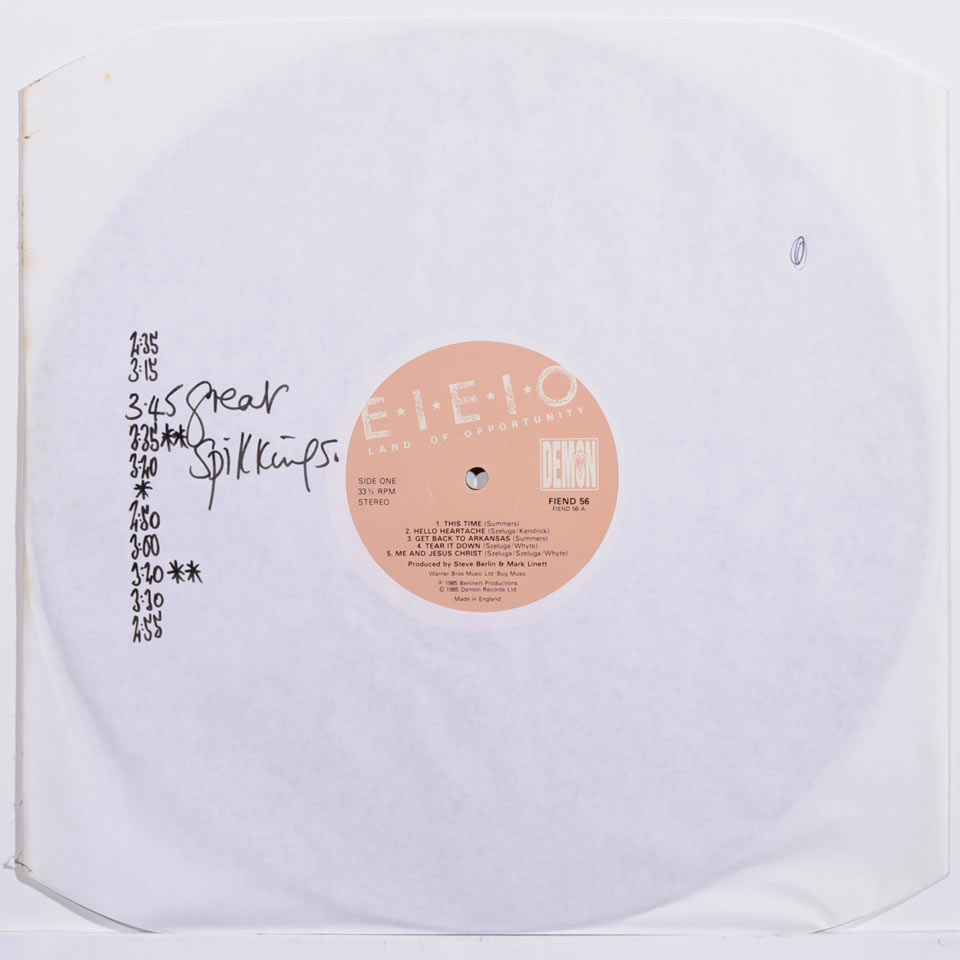 2:35
3:15
3:45 great
3:35 ** Spikkings.
3:20
*
2:50
3:00
3:20 **
3:30
2:55
0
E·I·E·I·O
LAND OF OPPORTUNITY
SIDE ONE
33⅓ RPM
STEREO
DEMON
FIEND 56
FIEND 56 A
1. THIS TIME (Summers)
2. HELLO HEARTACHE (Szeluga/Kendrick)
3. GET BACK TO ARKANSAS (Summers)
4. TEAR IT DOWN (Szeluga/Whyte)
5. ME AND JESUS CHRIST (Szeluga/Szeluga/Whyte)
Produced by Steve Berlin & Mark Linett
Warner Bros Music Ltd/Bug Music
℗ 1985 Berlinett Productions
© 1985 Demon Records Ltd
Made in England